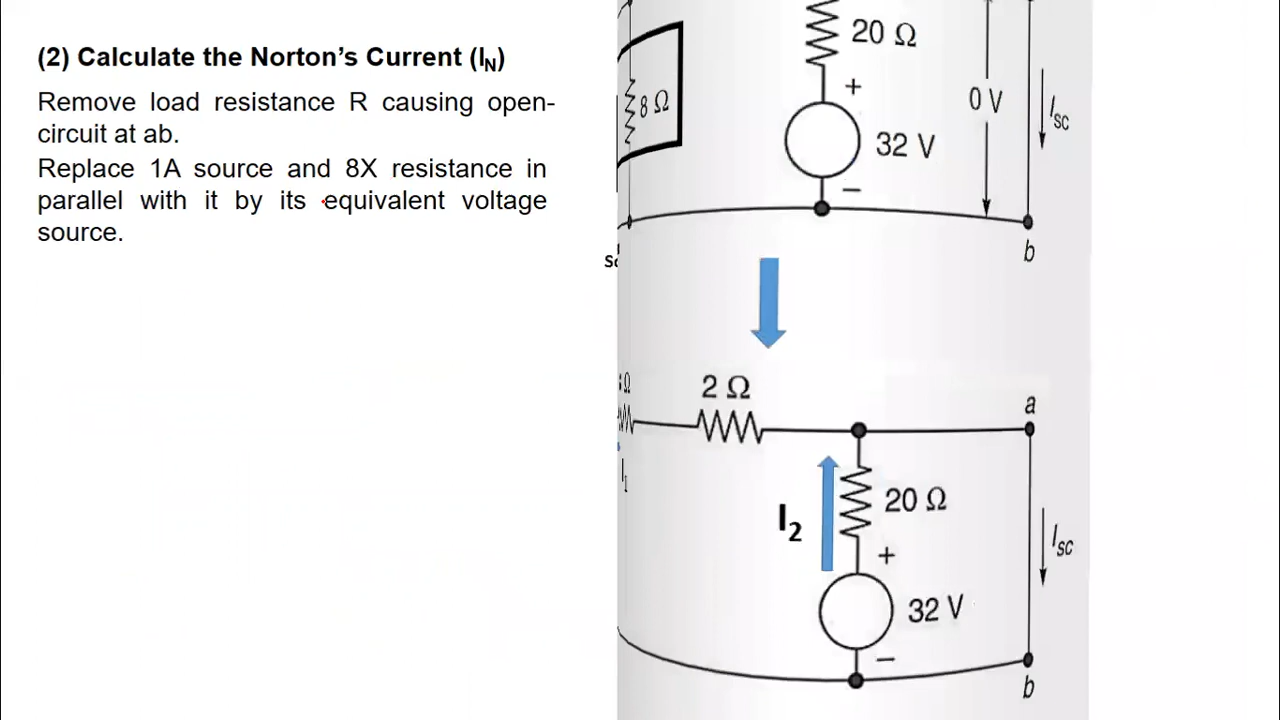 (2) Calculate the Norton's Current (IN)
Remove load resistance R causing open-
circuit at ab.
Replace 1A source and 8X resistance in
parallel with it by its equivalent voltage
source.
20 Ω
+
8 Ω
0 V
Isc
32 V
−
b
2 Ω
a
I1
20 Ω
I2
+
Isc
32 V
−
b